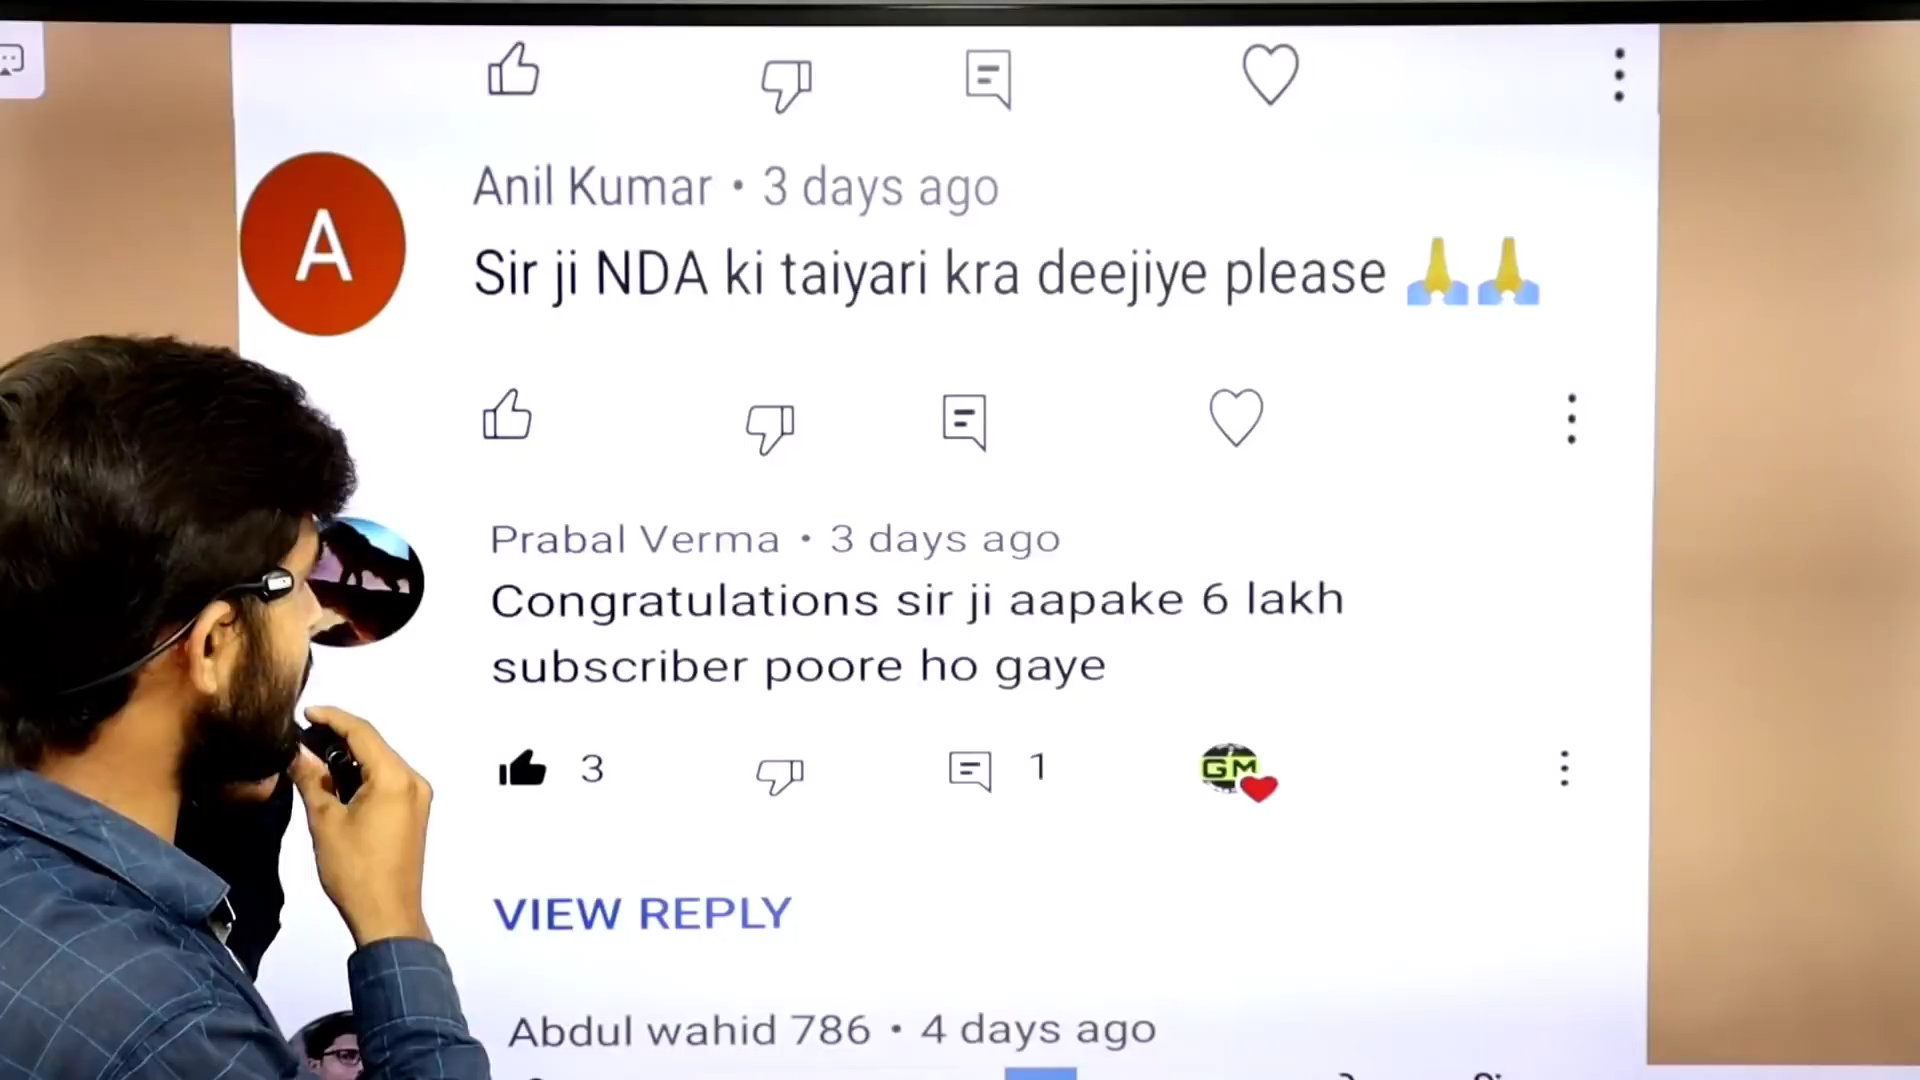 Anil Kumar • 3 days ago
A
Sir ji NDA ki taiyari kra deejiye please 🙏🙏
Prabal Verma • 3 days ago
Congratulations sir ji aapake 6 lakh
subscriber poore ho gaye
3
1
GM
VIEW REPLY
Abdul wahid 786 • 4 days ago